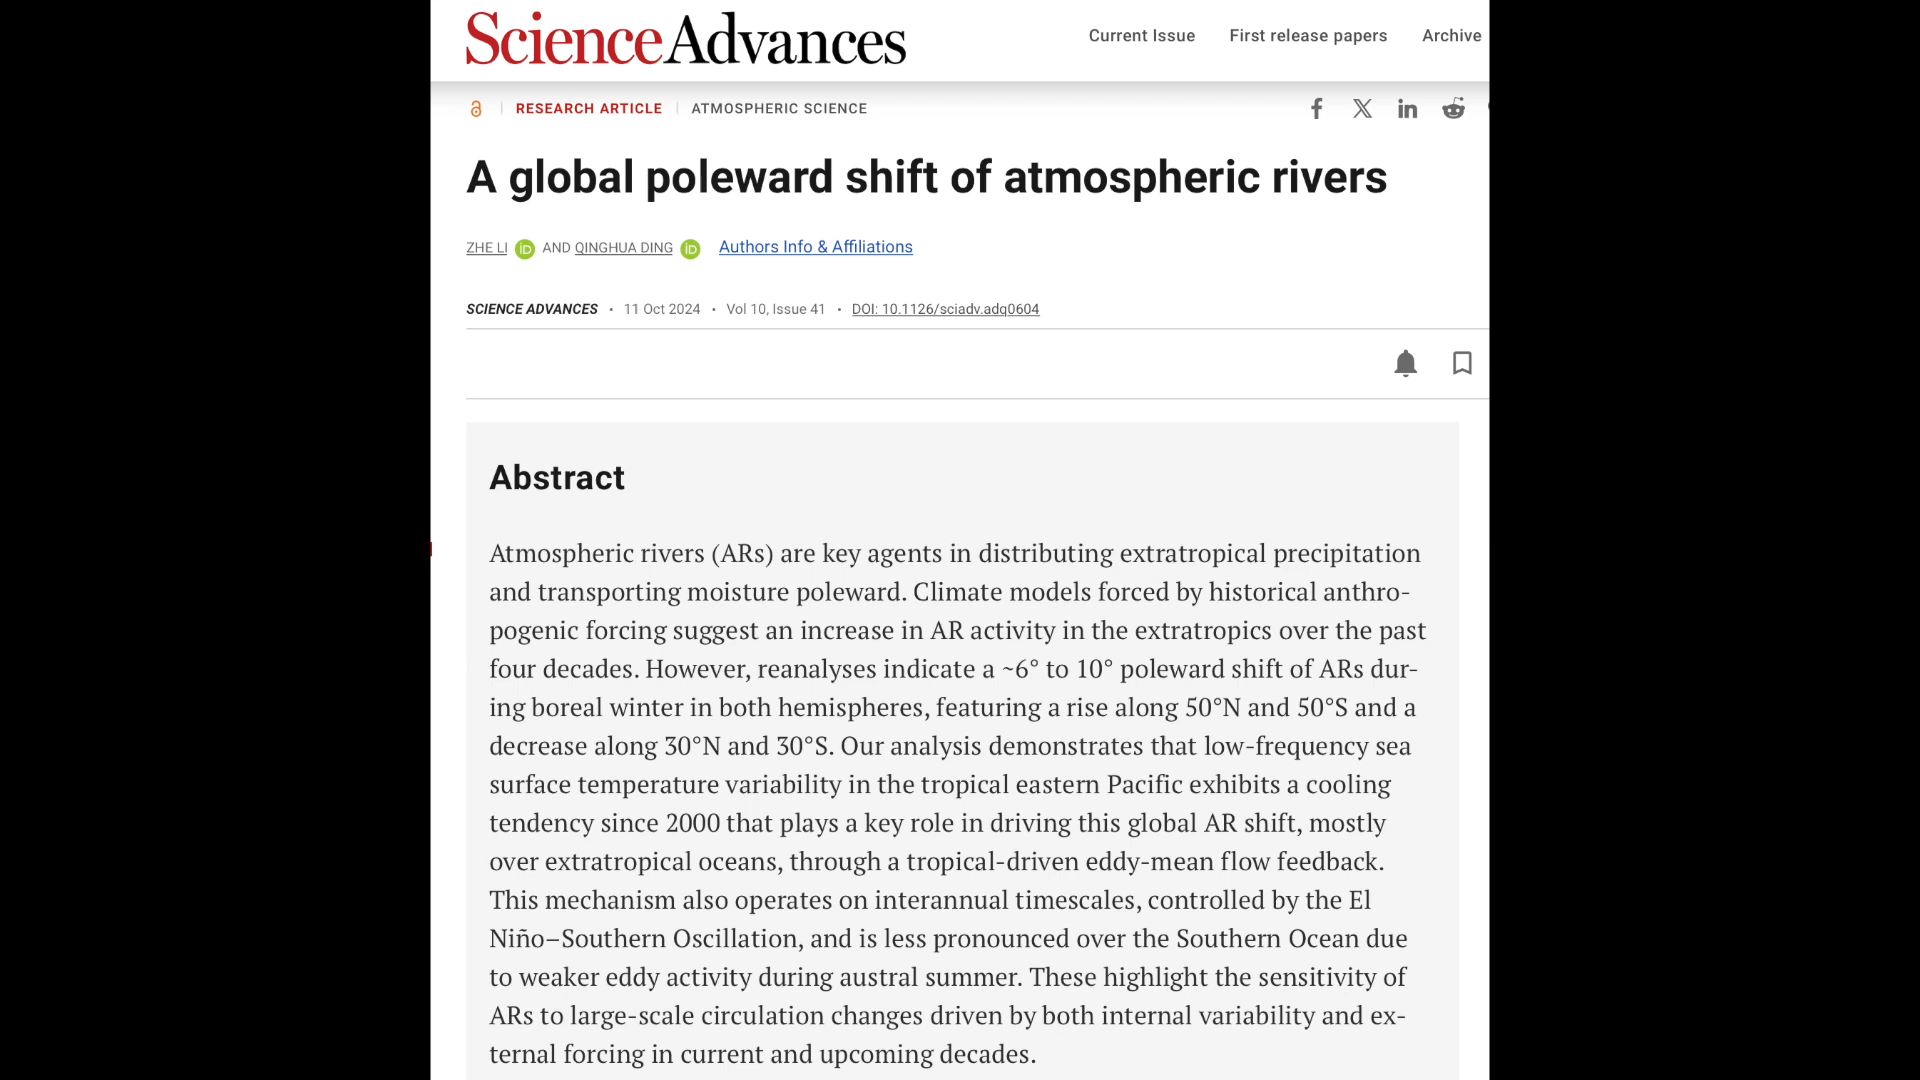 ScienceAdvances
Current Issue First release papers Archive
RESEARCH ARTICLE ATMOSPHERIC SCIENCE
A global poleward shift of atmospheric rivers
ZHE LI iD AND QINGHUA DING iD Authors Info & Affiliations
SCIENCE ADVANCES • 11 Oct 2024 • Vol 10, Issue 41 • DOI: 10.1126/sciadv.adq0604
Abstract
Atmospheric rivers (ARs) are key agents in distributing extratropical precipitation
and transporting moisture poleward. Climate models forced by historical anthro-
pogenic forcing suggest an increase in AR activity in the extratropics over the past
four decades. However, reanalyses indicate a ~6° to 10° poleward shift of ARs dur-
ing boreal winter in both hemispheres, featuring a rise along 50°N and 50°S and a
decrease along 30°N and 30°S. Our analysis demonstrates that low-frequency sea
surface temperature variability in the tropical eastern Pacific exhibits a cooling
tendency since 2000 that plays a key role in driving this global AR shift, mostly
over extratropical oceans, through a tropical-driven eddy-mean flow feedback.
This mechanism also operates on interannual timescales, controlled by the El
Niño–Southern Oscillation, and is less pronounced over the Southern Ocean due
to weaker eddy activity during austral summer. These highlight the sensitivity of
ARs to large-scale circulation changes driven by both internal variability and ex-
ternal forcing in current and upcoming decades.